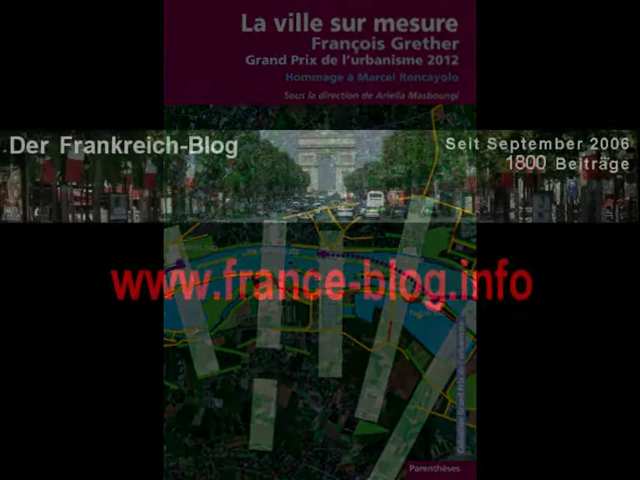 La ville sur mesure
François Grether
Grand Prix de l'urbanisme 2012
Hommage à Marcel Roncayolo
Sous la direction de Ariella Masboungi
Der Frankreich-Blog
Seit September 2006
1800 Beiträge
www.france-blog.info
Parenthèses